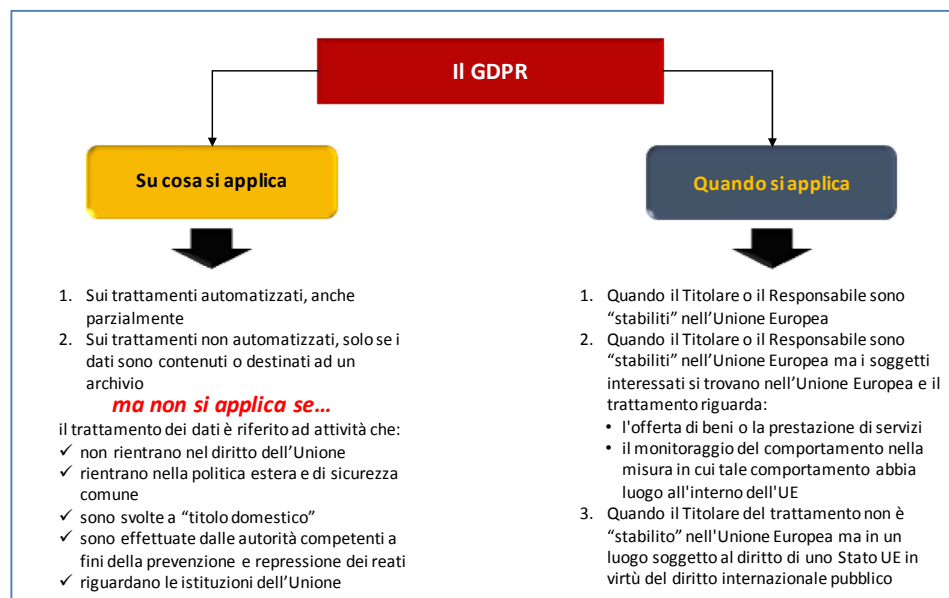 Il GDPR
Su cosa si applica
1. Sui trattamenti automatizzati, anche
parzialmente
2. Sui trattamenti non automatizzati, solo se i
dati sono contenuti o destinati ad un
archivio
ma non si applica se…
il trattamento dei dati è riferito ad attività che:
✓ non rientrano nel diritto dell’Unione
✓ rientrano nella politica estera e di sicurezza
comune
✓ sono svolte a “titolo domestico”
✓ sono effettuate dalle autorità competenti a
fini della prevenzione e repressione dei reati
✓ riguardano le istituzioni dell’Unione
Quando si applica
1. Quando il Titolare o il Responsabile sono
“stabiliti” nell’Unione Europea
2. Quando il Titolare o il Responsabile sono
“stabiliti” nell’Unione Europea ma i soggetti
interessati si trovano nell’Unione Europea e il
trattamento riguarda:
• l'offerta di beni o la prestazione di servizi
• il monitoraggio del comportamento nella
misura in cui tale comportamento abbia
luogo all'interno dell'UE
3. Quando il Titolare del trattamento non è
“stabilito” nell'Unione Europea ma in un
luogo soggetto al diritto di uno Stato UE in
virtù del diritto internazionale pubblico